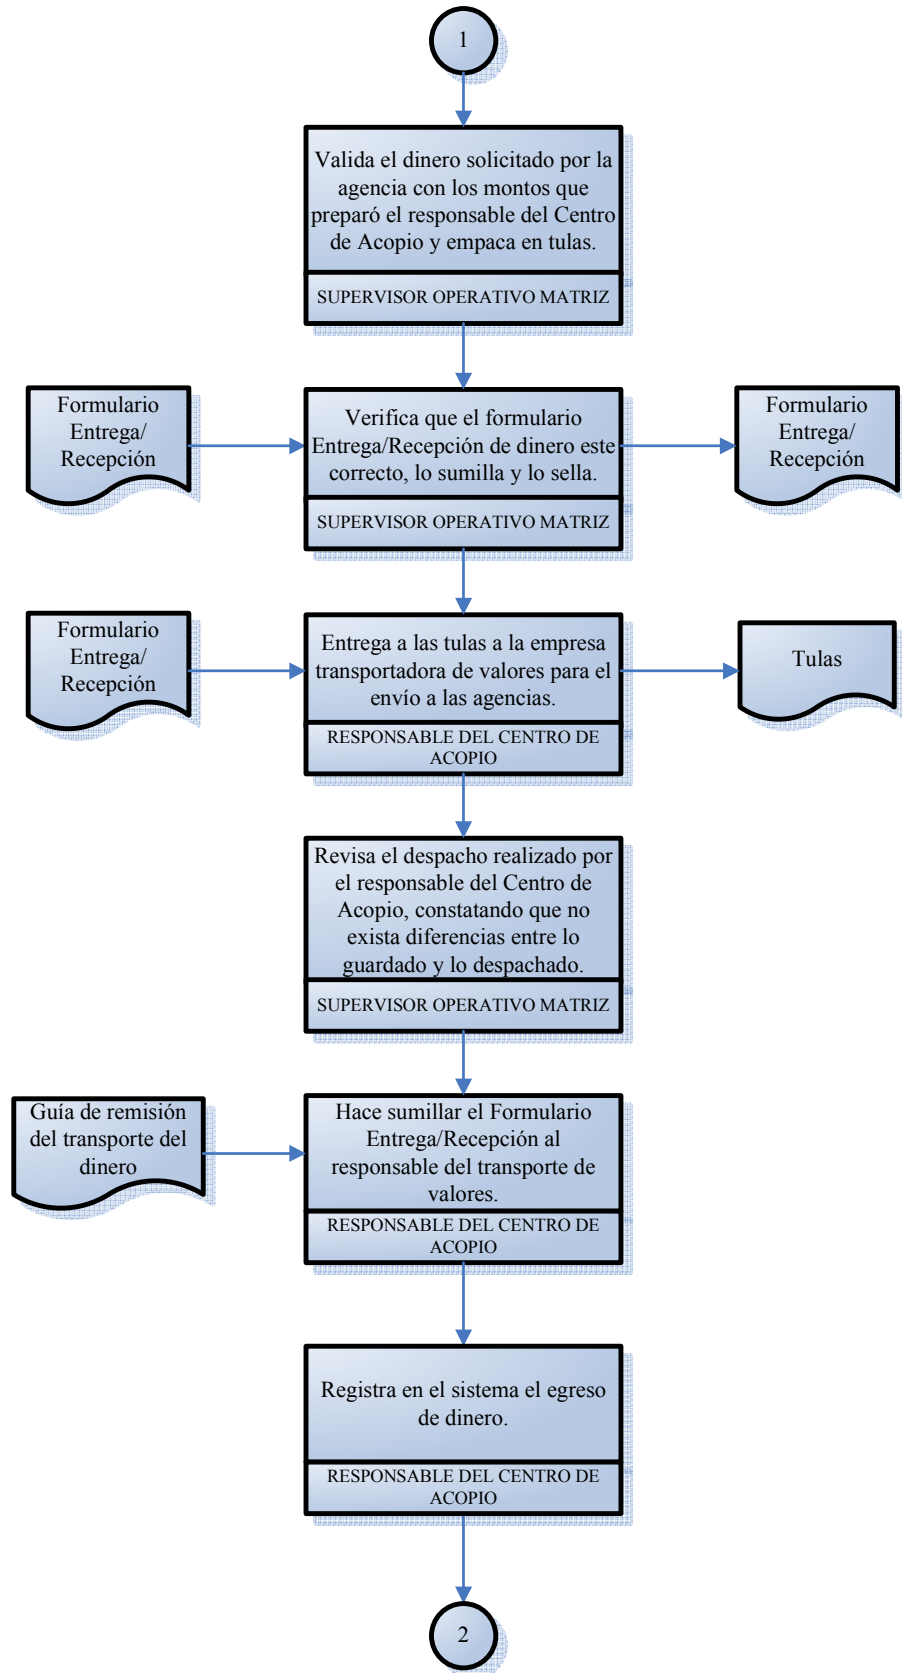 1
Valida el dinero solicitado por la
agencia con los montos que
preparó el responsable del Centro
de Acopio y empaca en tulas.
SUPERVISOR OPERATIVO MATRIZ
Formulario
Entrega/
Recepción
Verifica que el formulario
Entrega/Recepción de dinero este
correcto, lo sumilla y lo sella.
SUPERVISOR OPERATIVO MATRIZ
Formulario
Entrega/
Recepción
Formulario
Entrega/
Recepción
Entrega a las tulas a la empresa
transportadora de valores para el
envío a las agencias.
RESPONSABLE DEL CENTRO DE
ACOPIO
Tulas
Revisa el despacho realizado por
el responsable del Centro de
Acopio, constatando que no
exista diferencias entre lo
guardado y lo despachado.
SUPERVISOR OPERATIVO MATRIZ
Guía de remisión
del transporte del
dinero
Hace sumillar el Formulario
Entrega/Recepción al
responsable del transporte de
valores.
RESPONSABLE DEL CENTRO DE
ACOPIO
Registra en el sistema el egreso
de dinero.
RESPONSABLE DEL CENTRO DE
ACOPIO
2